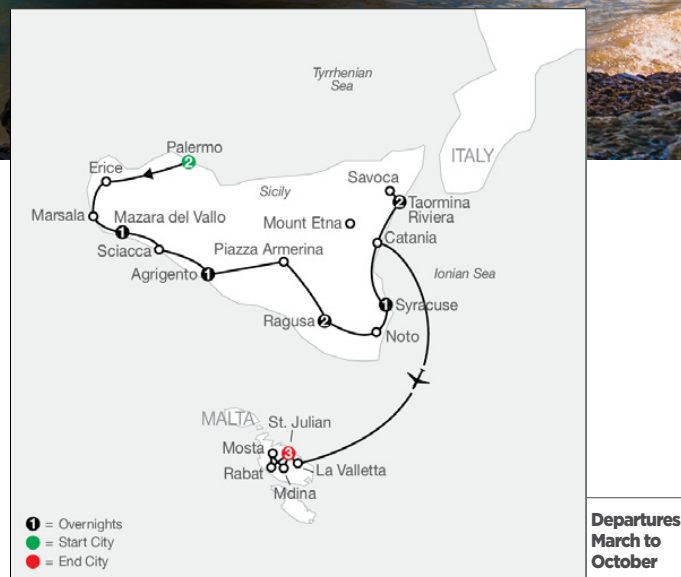 Tyrrhenian
Sea
ITALY
Palermo
2
Erice
Sicily
Savoca
2 Taormina
Riviera
Marsala
Mazara del Vallo
1
Mount Etna
Catania
Sciacca
Piazza Armerina
Agrigento
1
Ionian Sea
1 Syracuse
Ragusa 2
Noto
MALTA
St. Julian
Mosta
3
Rabat
La Valletta
Mdina
1 = Overnights
= Start City
= End City
Departures
March to
October